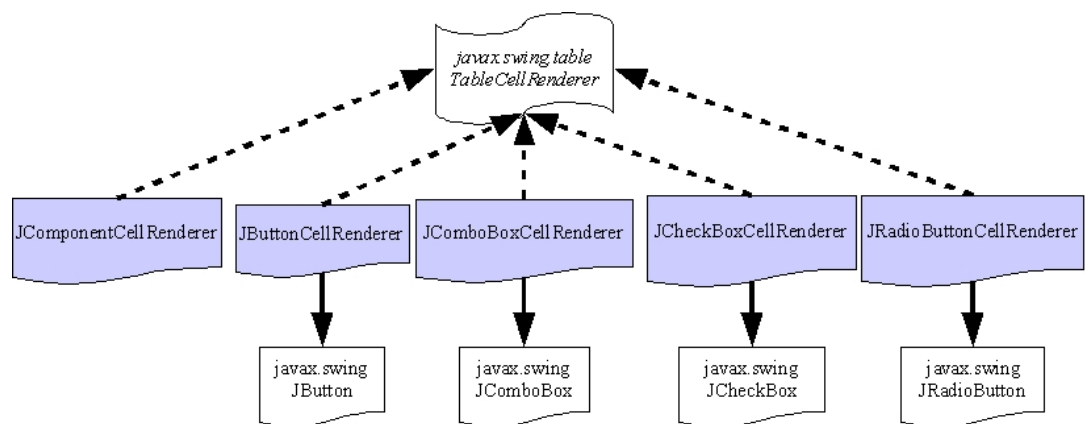 javax.swing.table
TableCellRenderer
JComponentCellRenderer
JButtonCellRenderer
JComboBoxCellRenderer
JCheckBoxCellRenderer
JRadioButtonCellRenderer
javax.swing
JButton
javax.swing
JComboBox
javax.swing
JCheckBox
javax.swing
JRadioButton